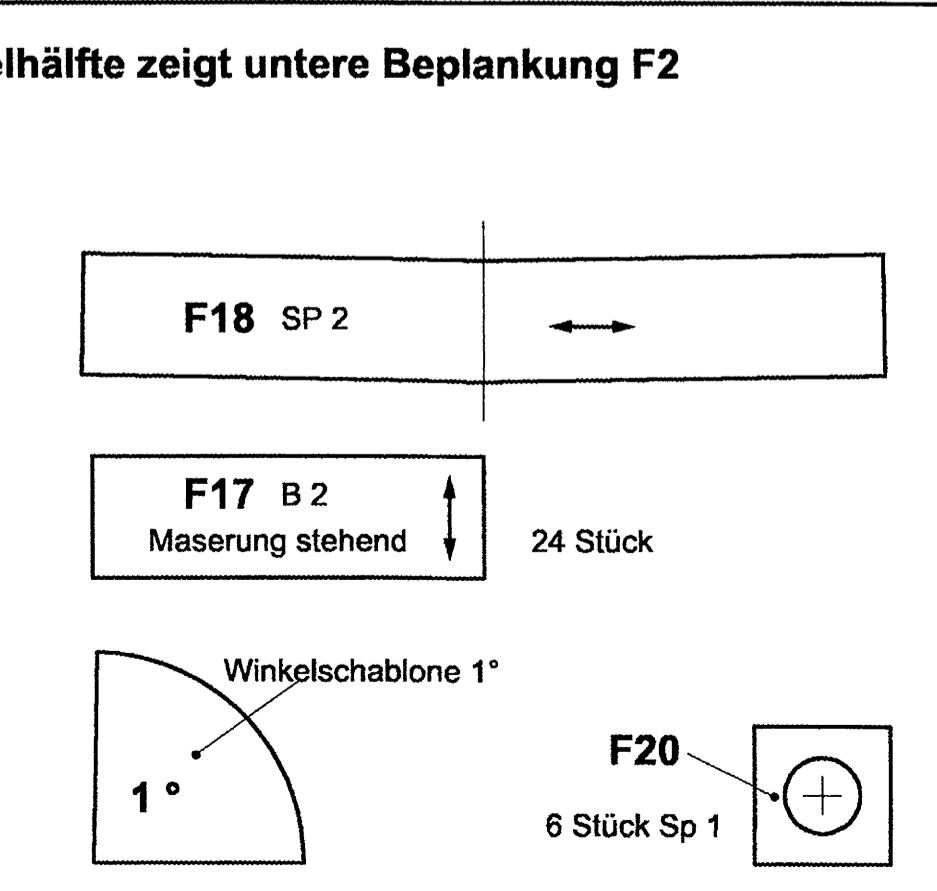 elhälfte zeigt untere Beplankung F2
F18 SP 2
F17 B 2
Maserung stehend
24 Stück
Winkelschablone 1°
1 °
F20
6 Stück Sp 1